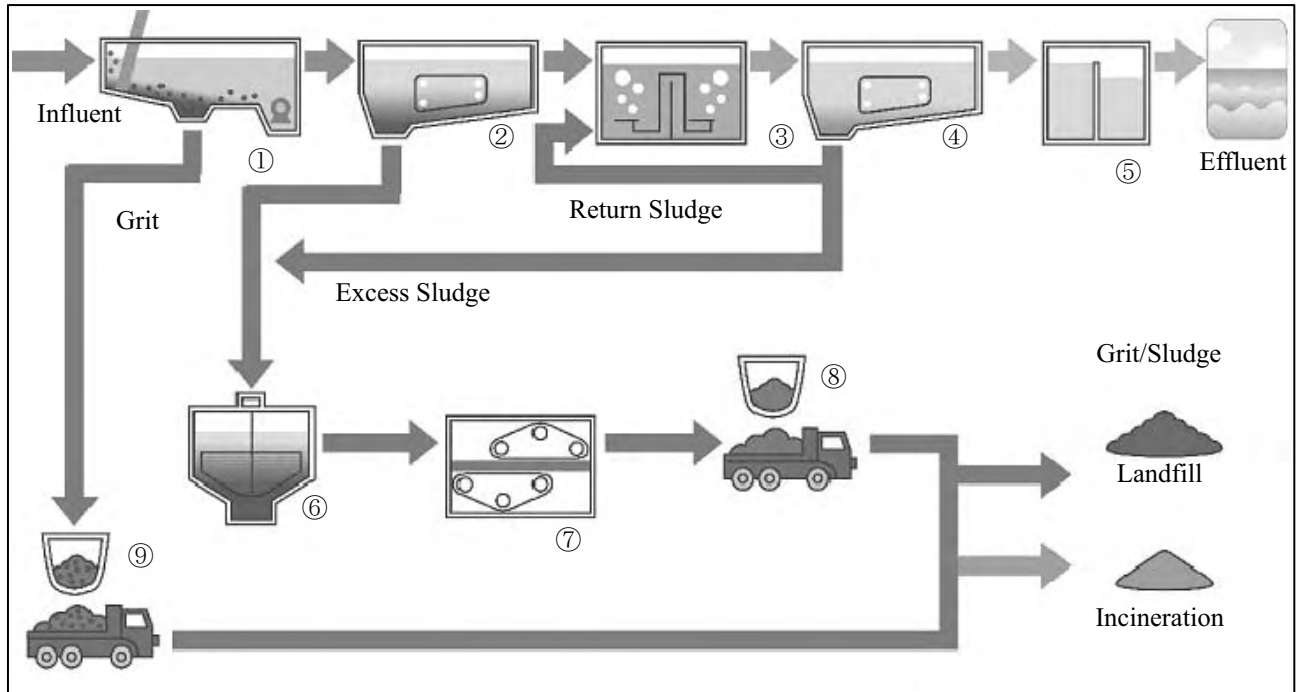 Influent
①
②
③
④
⑤
Effluent
Grit
Return Sludge
Excess Sludge
Grit/Sludge
⑧
Landfill
⑥
⑦
⑨
Incineration